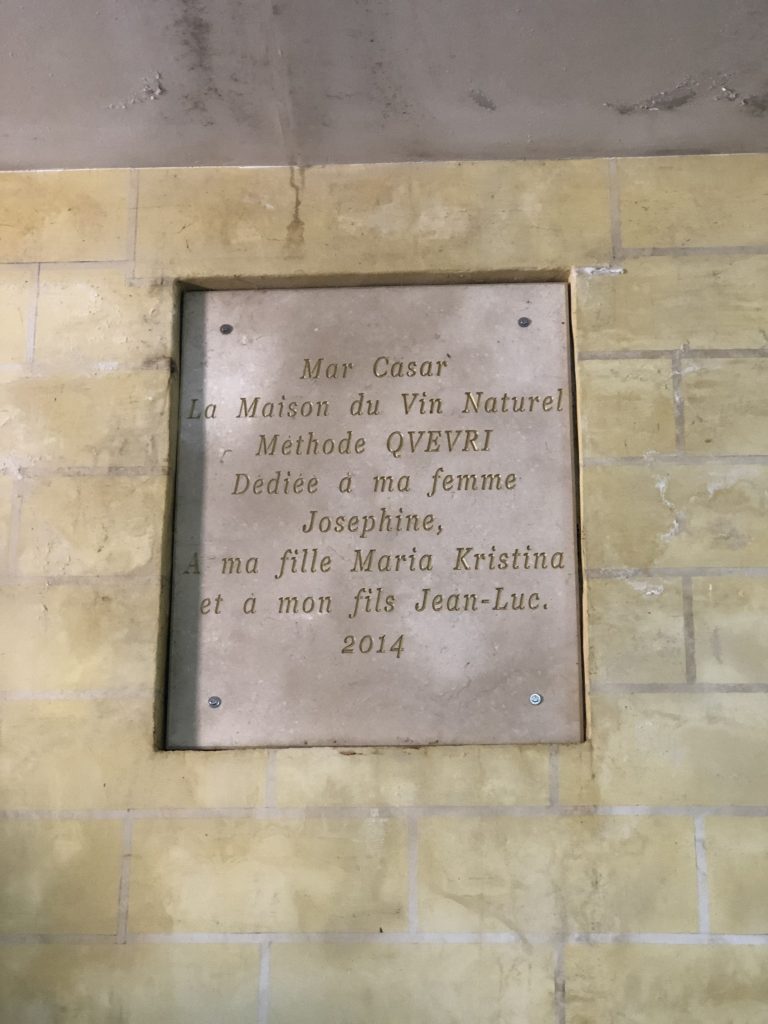 Mar Casar`
La Maison du Vin Naturel
Méthode QVEVRI
Dédiée à ma femme
Josephine,
A ma fille Maria Kristina
et à mon fils Jean-Luc.
2014